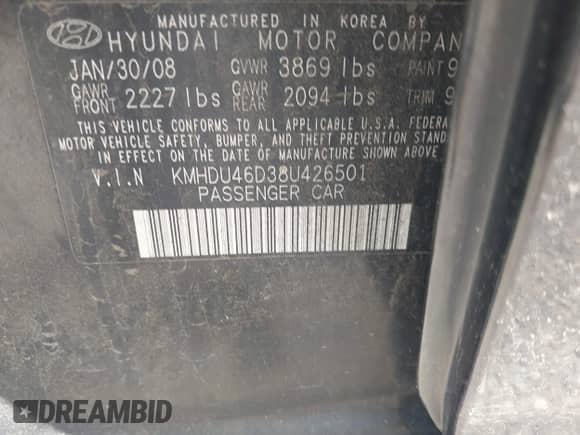 MANUFACTURED IN KOREA BY
HYUNDAI MOTOR COMPAN
JAN/30/08 GVWR 3869 lbs PAINT 9
GAWR FRONT 2227 lbs GAWR REAR 2094 lbs TRIM 9
THIS VEHICLE CONFORMS TO ALL APPLICABLE U.S.A. FEDERA
MOTOR VEHICLE SAFETY, BUMPER, AND THEFT PREVENTION STAND
IN EFFECT ON THE DATE OF MANUFACTURE SHOWN ABOVE.
V.I.N KMHDU46D38U426501
PASSENGER CAR
DREAMBID